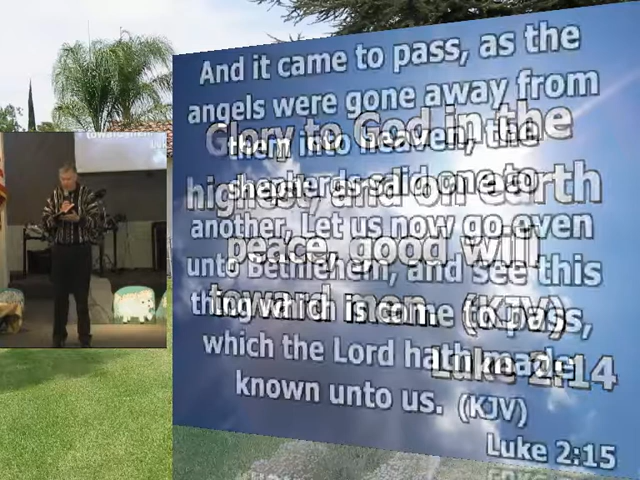 And it came to pass, as the
angels were gone away from
them into heaven, the
shepherds said one to
another, Let us now go even
unto Bethlehem, and see this
thing which is come to pass,
which the Lord hath made
known unto us. (KJV)
Luke 2:15
Glory to God in the
highest, and on earth
peace, good will
toward men. (KJV)
Luke 2:14